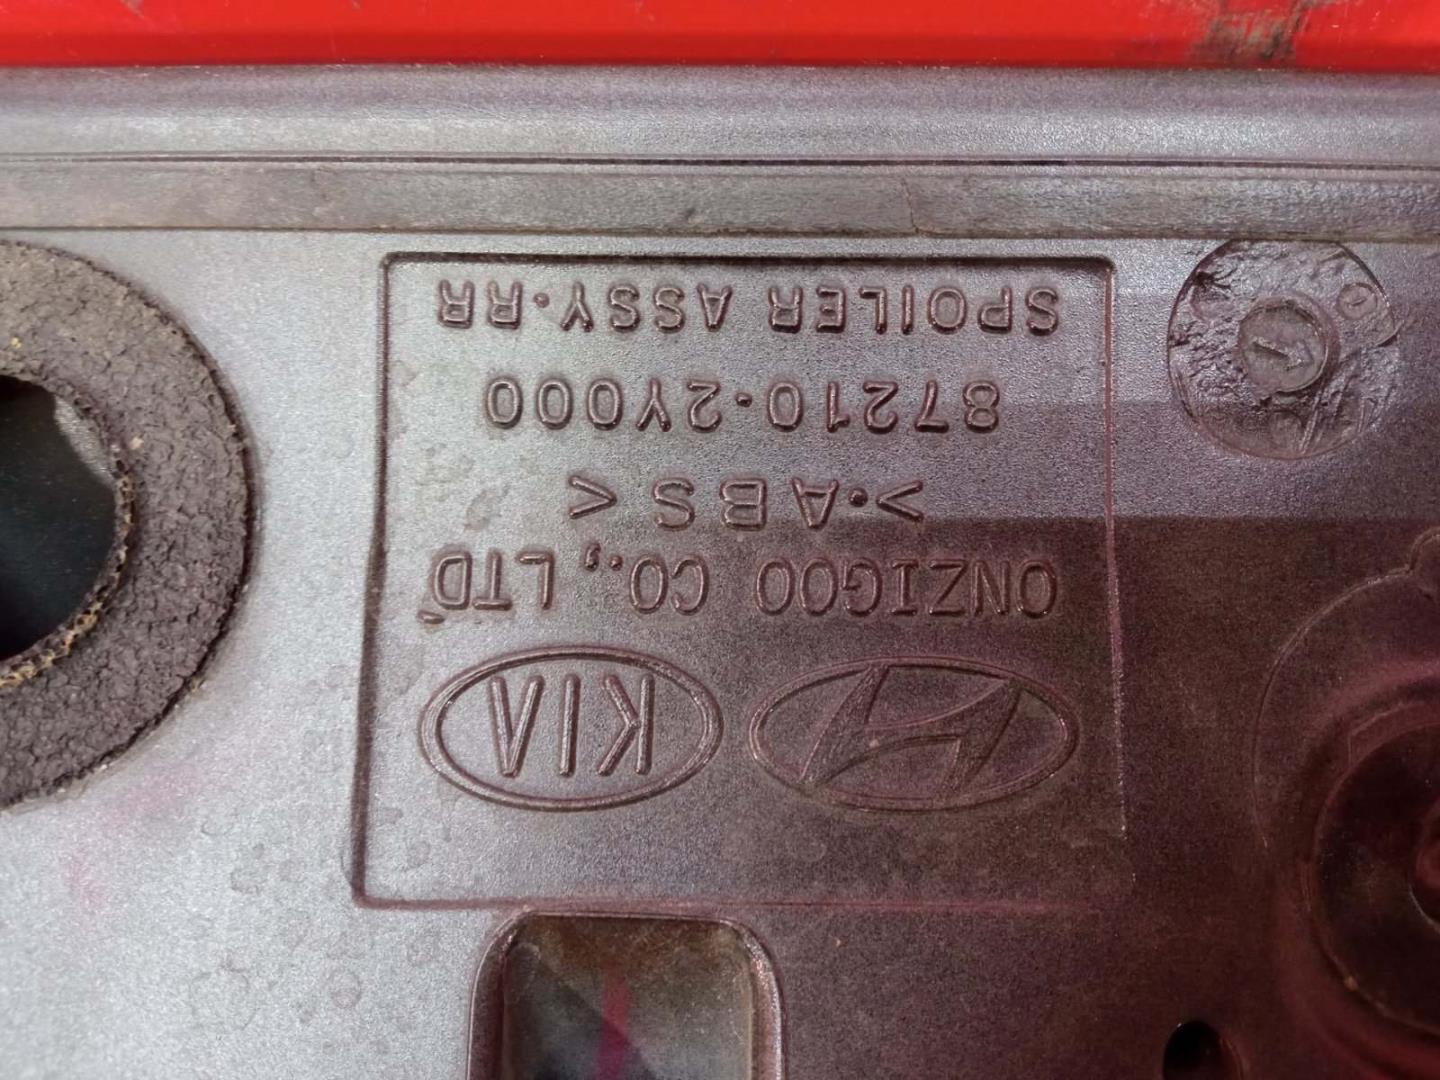 KIA
ONZIGOO CO., LTD.
>·ABS<
87210-2Y000
SPOILER ASSY·RR